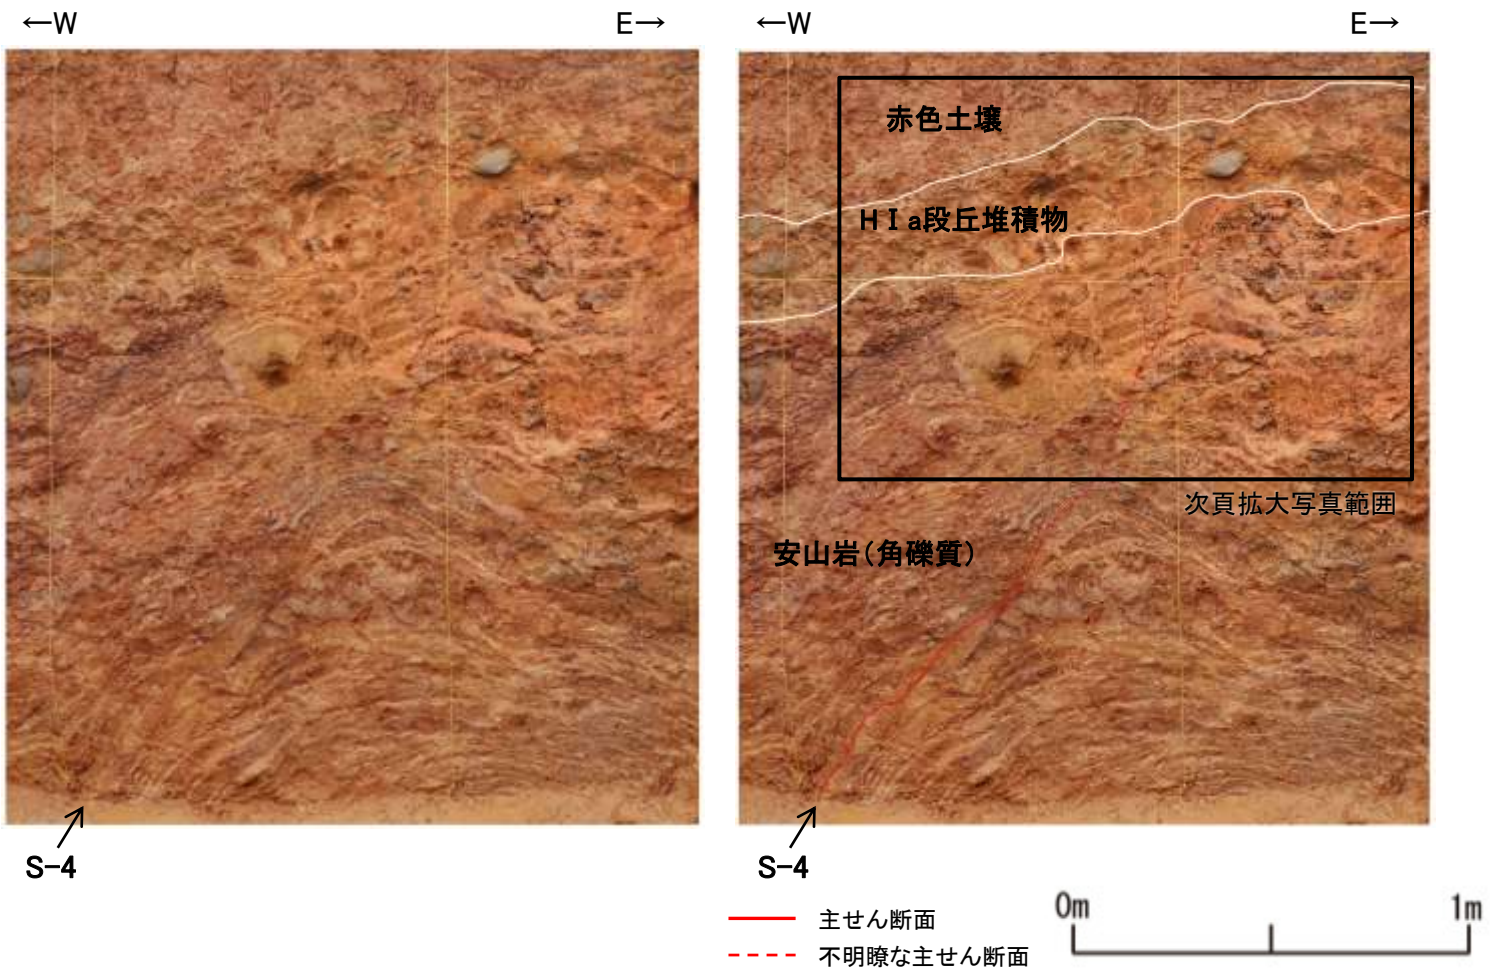 ←W
E→
←W
E→
赤色土壌
HⅠa段丘堆積物
次頁拡大写真範囲
安山岩(角礫質)
S-4
S-4
主せん断面
不明瞭な主せん断面
0m
1m